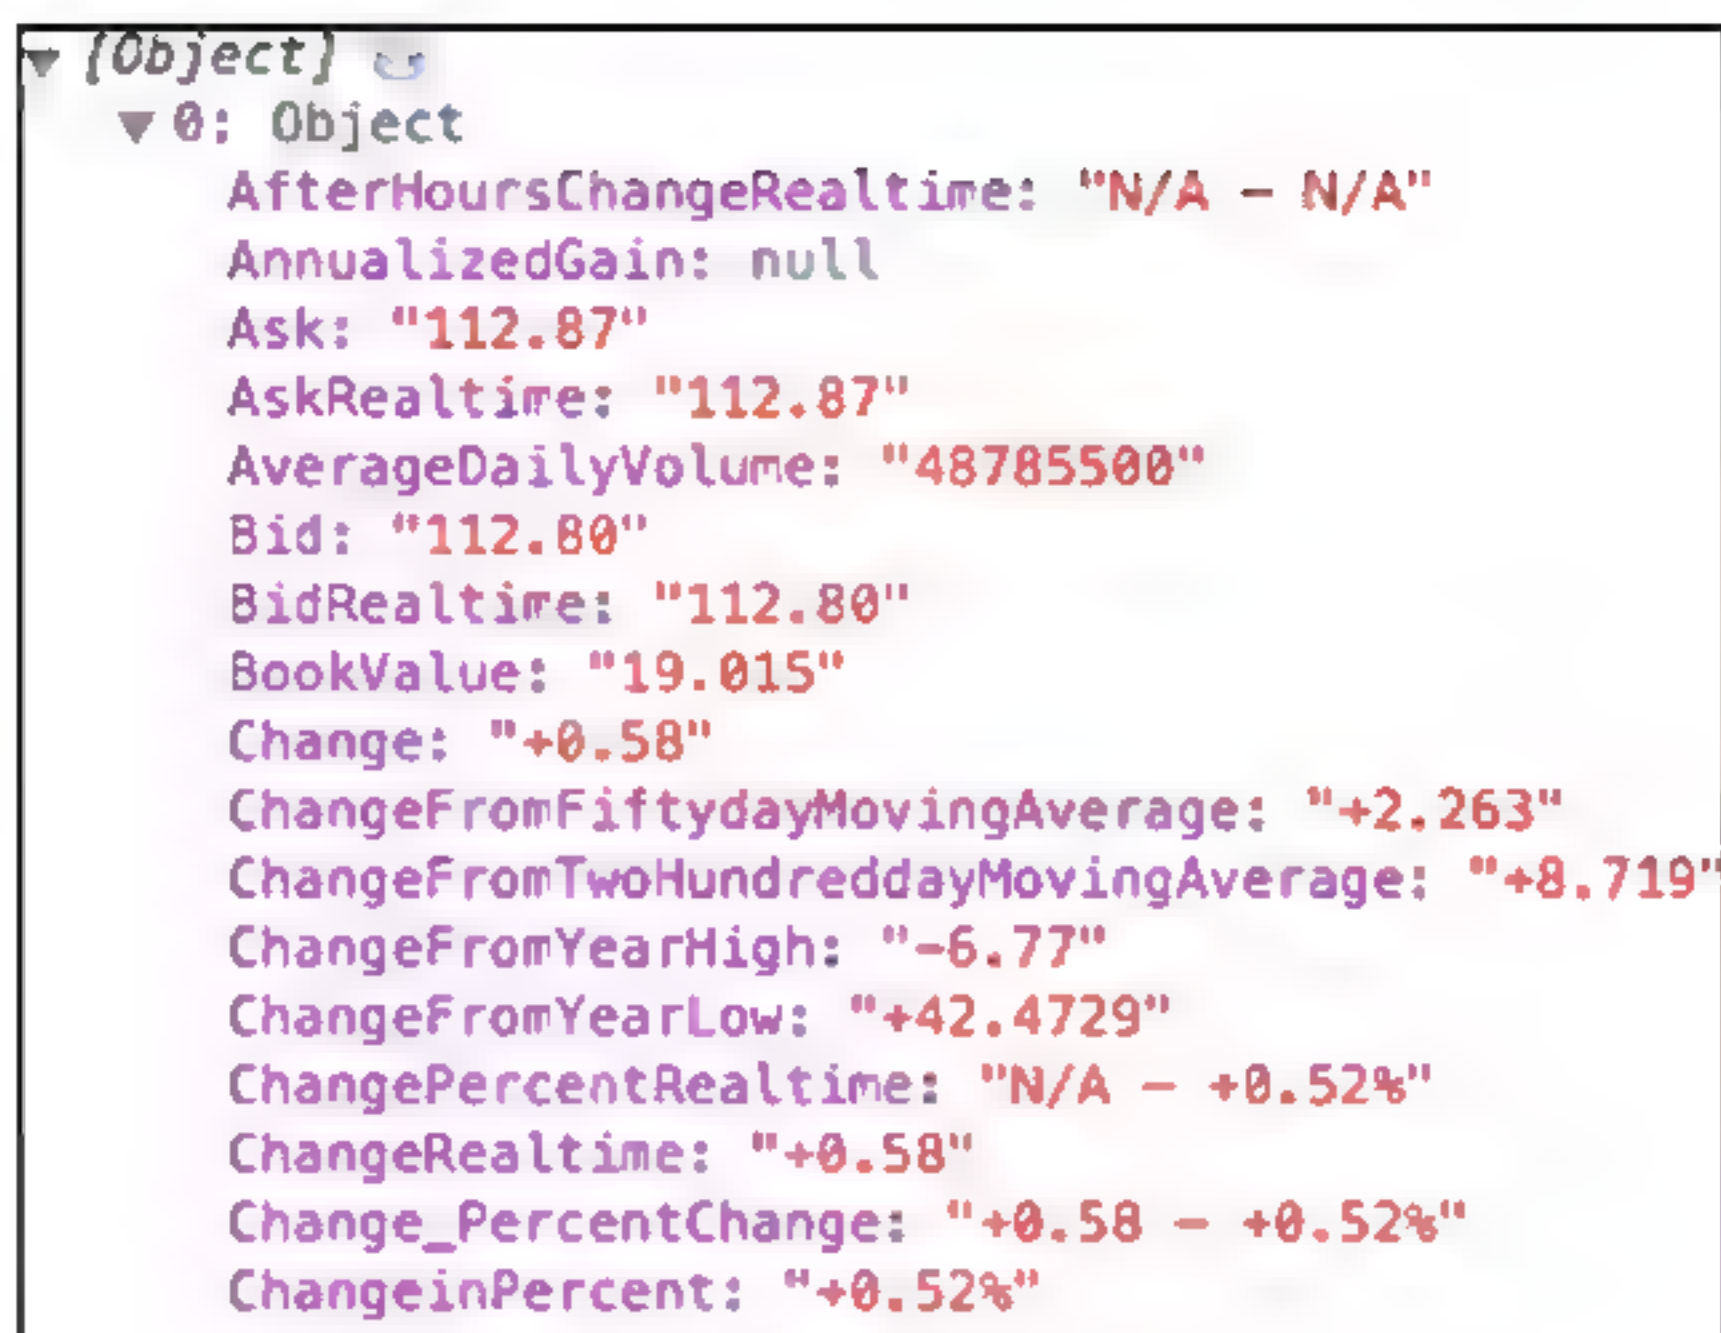 [Object]
0: Object
AfterHoursChangeRealtime: "N/A - N/A"
AnnualizedGain: null
Ask: "112.87"
AskRealtime: "112.87"
AverageDailyVolume: "48785500"
Bid: "112.80"
BidRealtime: "112.80"
BookValue: "19.015"
Change: "+0.58"
ChangeFromFiftydayMovingAverage: "+2.263"
ChangeFromTwoHundreddayMovingAverage: "+8.719"
ChangeFromYearHigh: "-6.77"
ChangeFromYearLow: "+42.4729"
ChangePercentRealtime: "N/A - +0.52%"
ChangeRealtime: "+0.58"
Change_PercentChange: "+0.58 - +0.52%"
ChangeinPercent: "+0.52%"